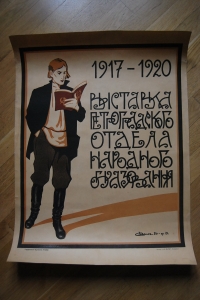 1917-1920
ВЫСТАВКА
ПЕТРОГРАДСКОГО
ОТДЕЛА
НАРОДНОГО
ОБРАЗОВАНИЯ